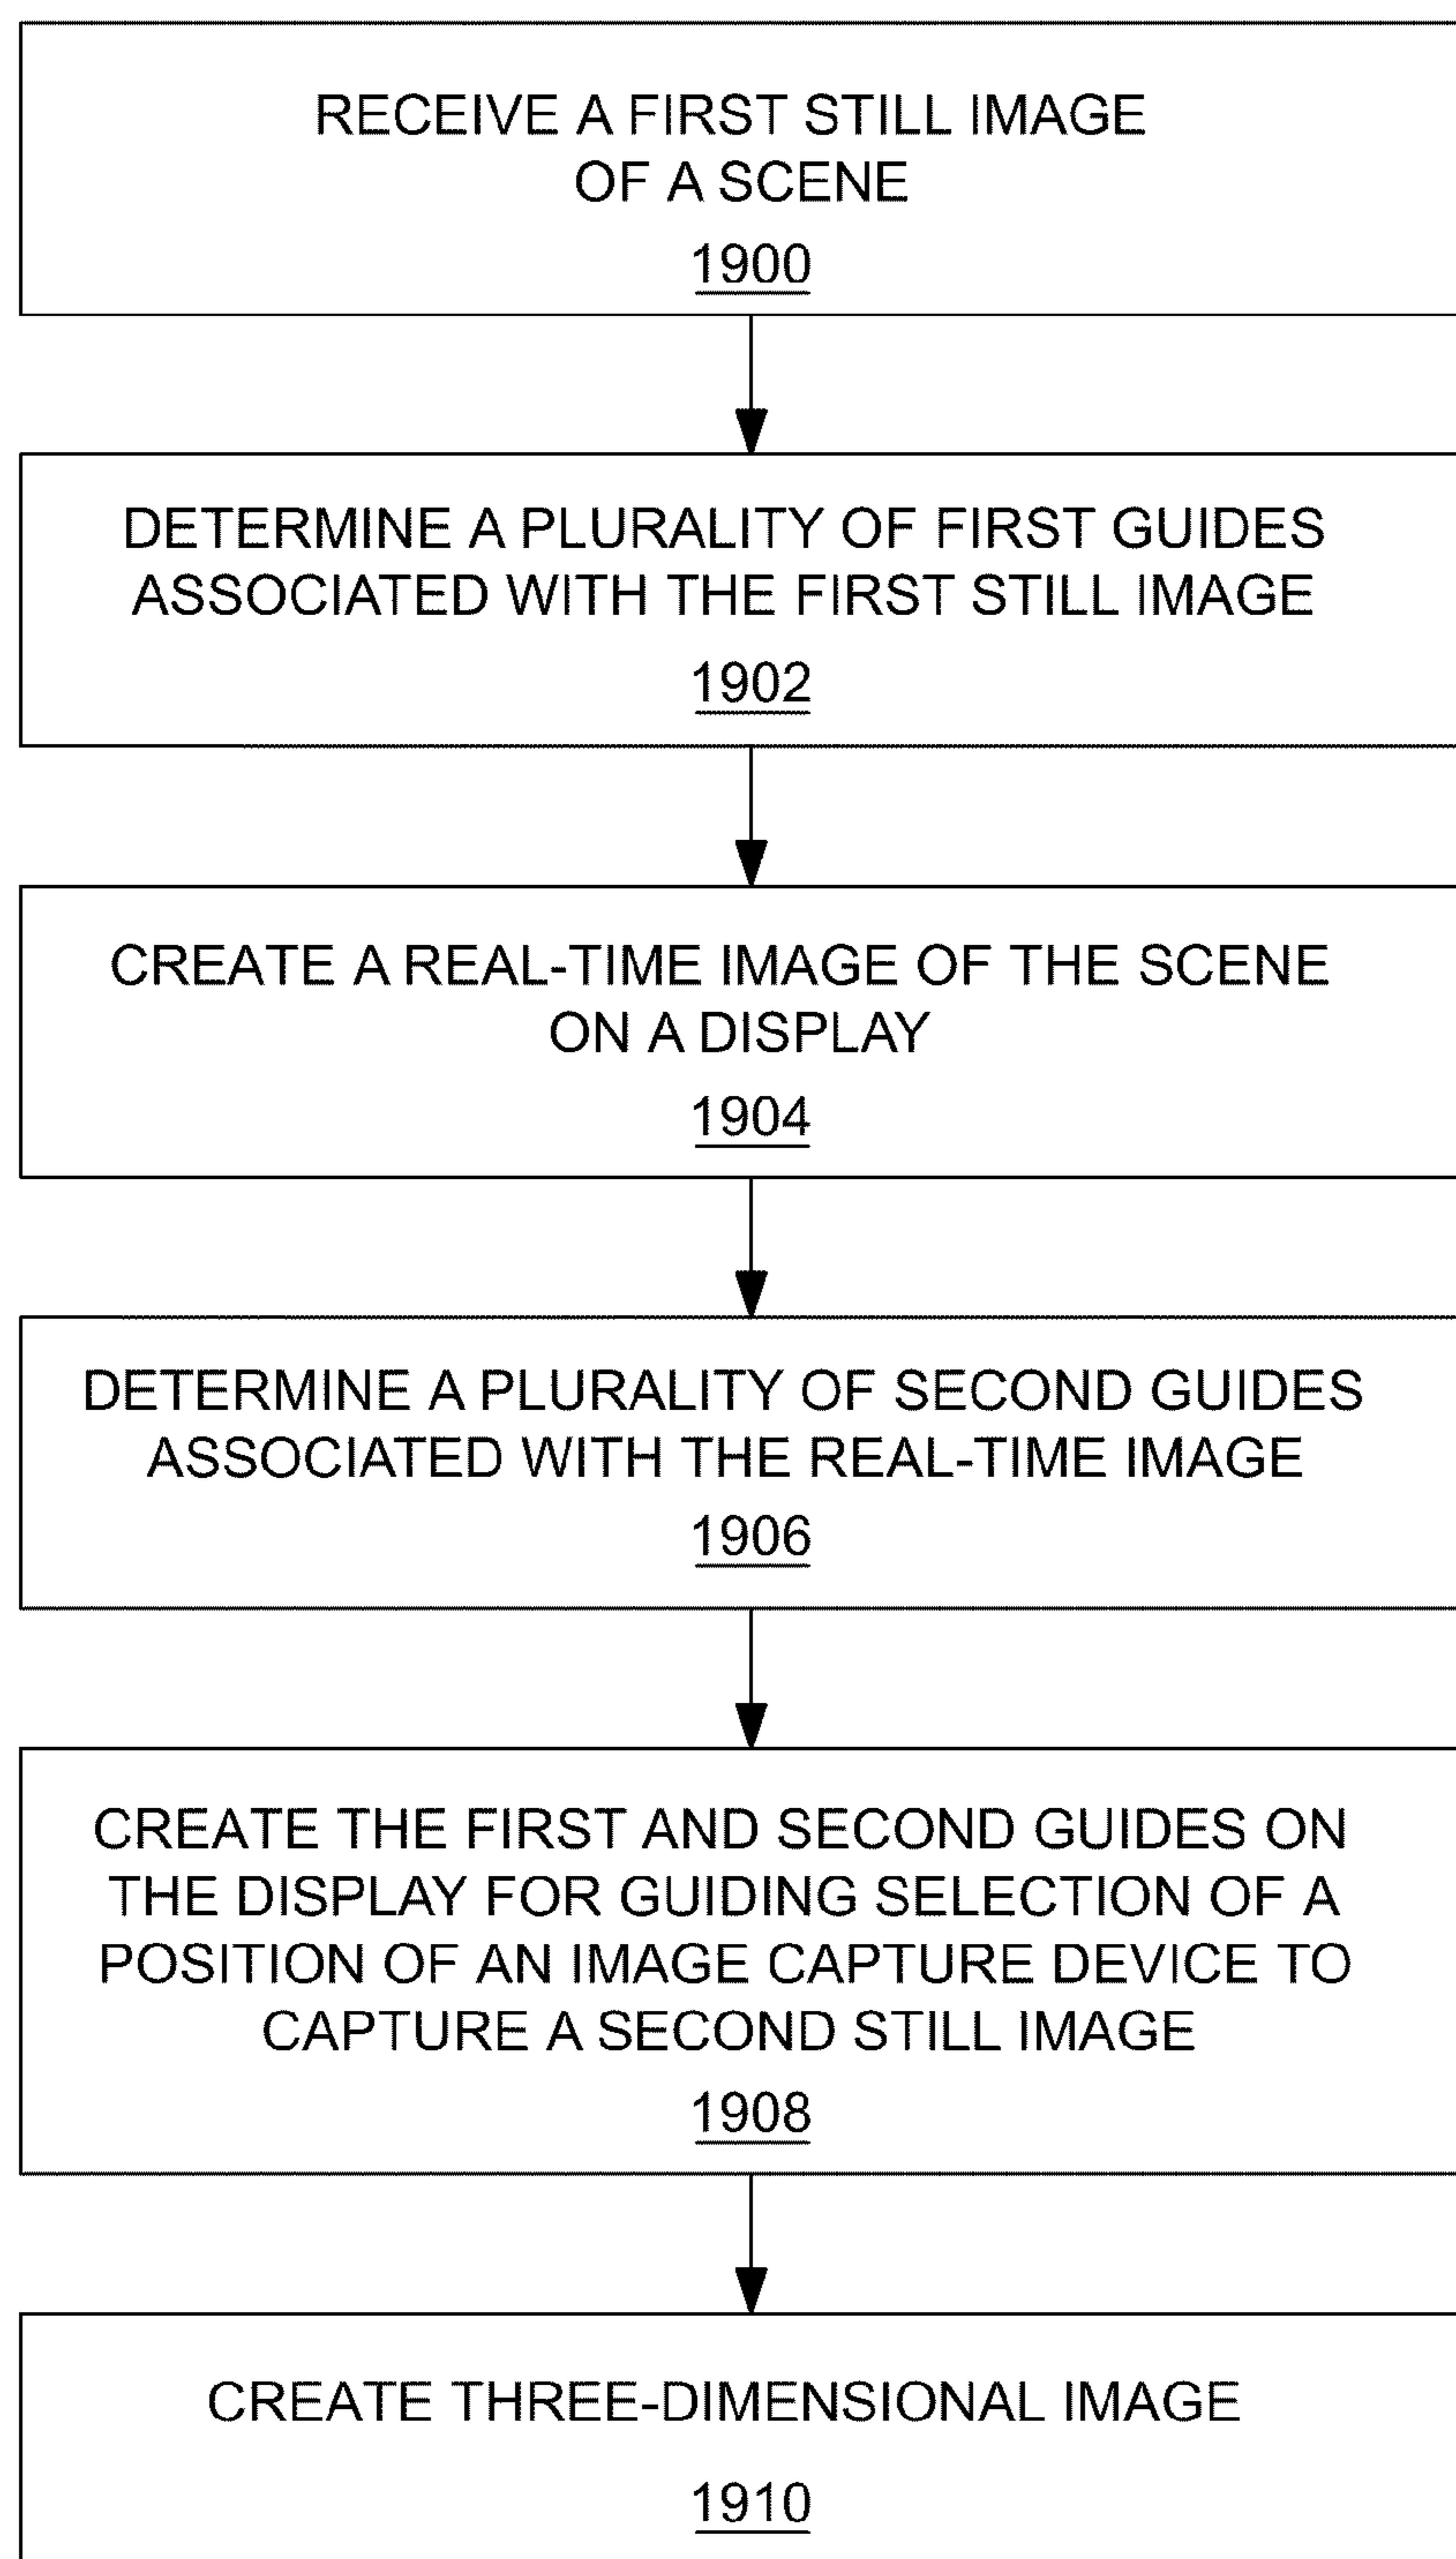 RECEIVE A FIRST STILL IMAGE
OF A SCENE
1900
DETERMINE A PLURALITY OF FIRST GUIDES
ASSOCIATED WITH THE FIRST STILL IMAGE
1902
CREATE A REAL-TIME IMAGE OF THE SCENE
ON A DISPLAY
1904
DETERMINE A PLURALITY OF SECOND GUIDES
ASSOCIATED WITH THE REAL-TIME IMAGE
1906
CREATE THE FIRST AND SECOND GUIDES ON
THE DISPLAY FOR GUIDING SELECTION OF A
POSITION OF AN IMAGE CAPTURE DEVICE TO
CAPTURE A SECOND STILL IMAGE
1908
CREATE THREE-DIMENSIONAL IMAGE
1910